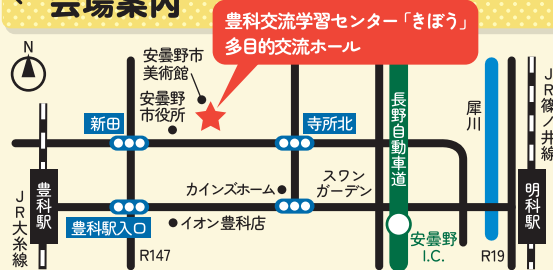 会場案内
豊科交流学習センター「きぼう」
多目的交流ホール
N
安曇野市
美術館
安曇野
市役所
新田
寺所北
長野自動車道
犀川
JR篠ノ井線
豊科駅
カインズホーム
スワン
ガーデン
明科駅
JR大糸線
豊科駅入口
イオン豊科店
安曇野
I.C.
R147
R19